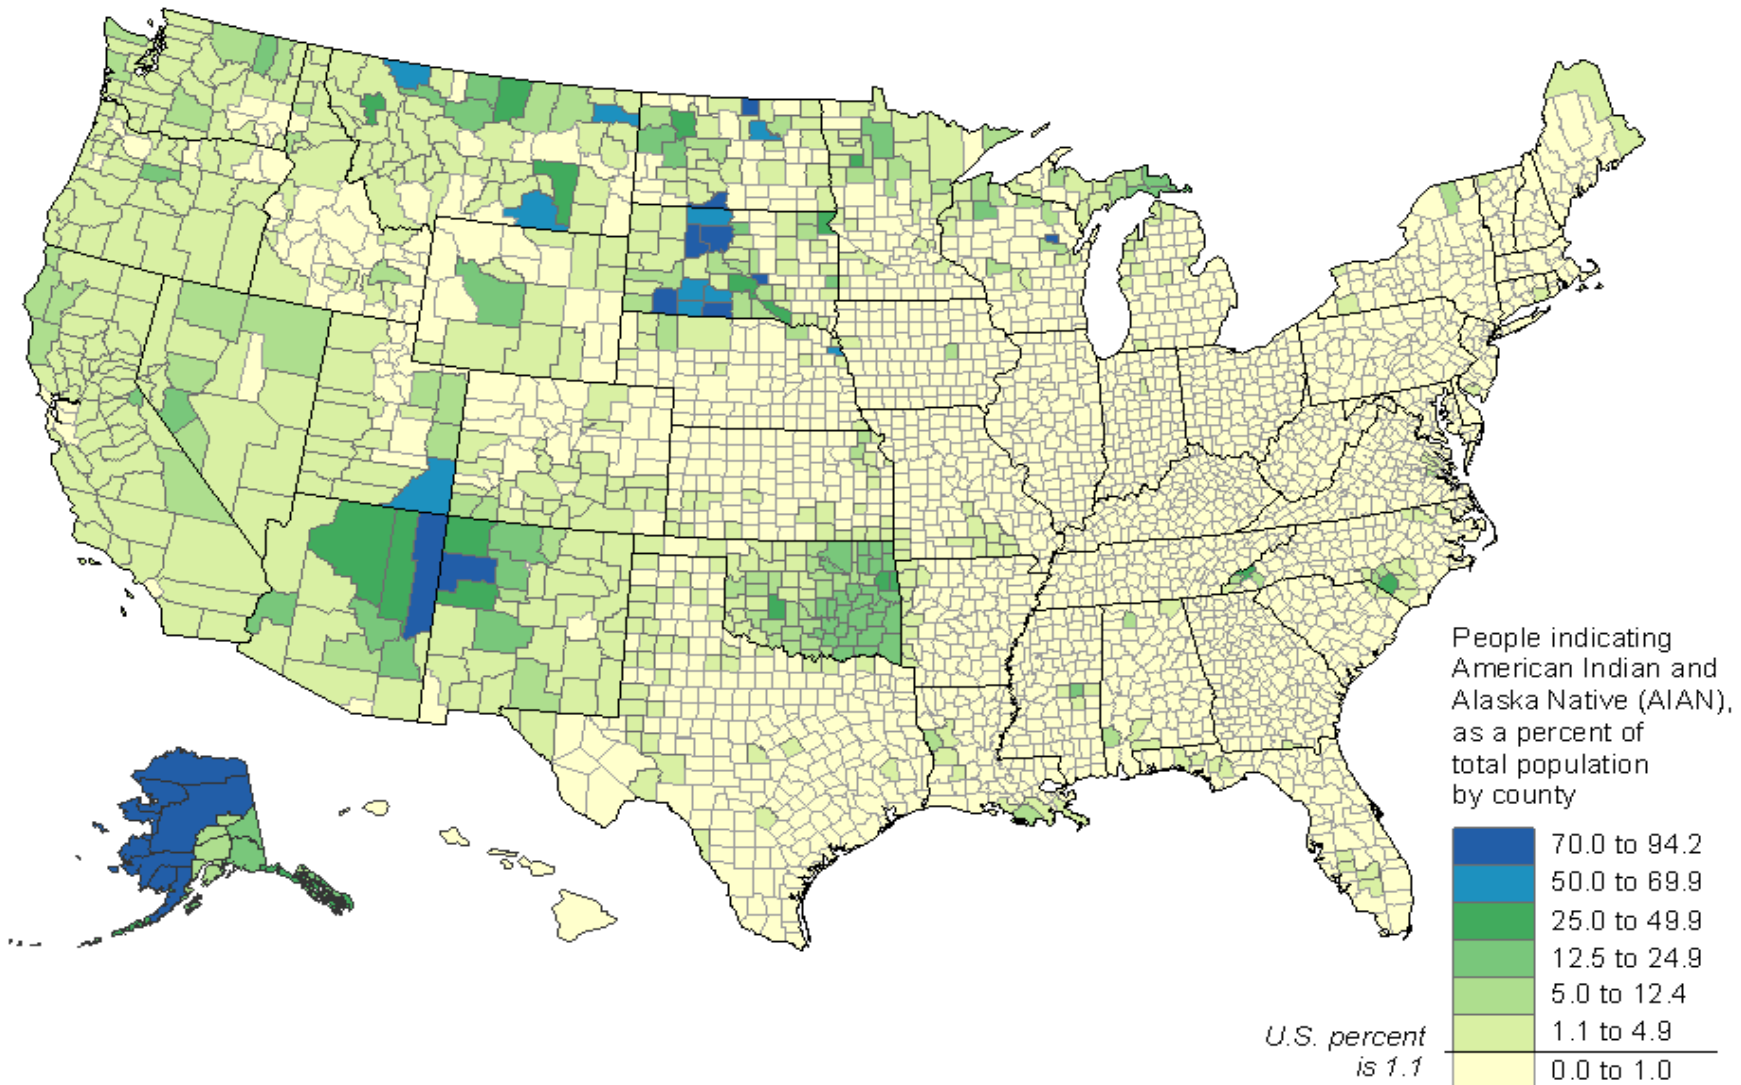 People indicating
American Indian and
Alaska Native (AIAN),
as a percent of
total population
by county
70.0 to 94.2
50.0 to 69.9
25.0 to 49.9
12.5 to 24.9
5.0 to 12.4
1.1 to 4.9
U.S. percent
is 1.1
0.0 to 1.0